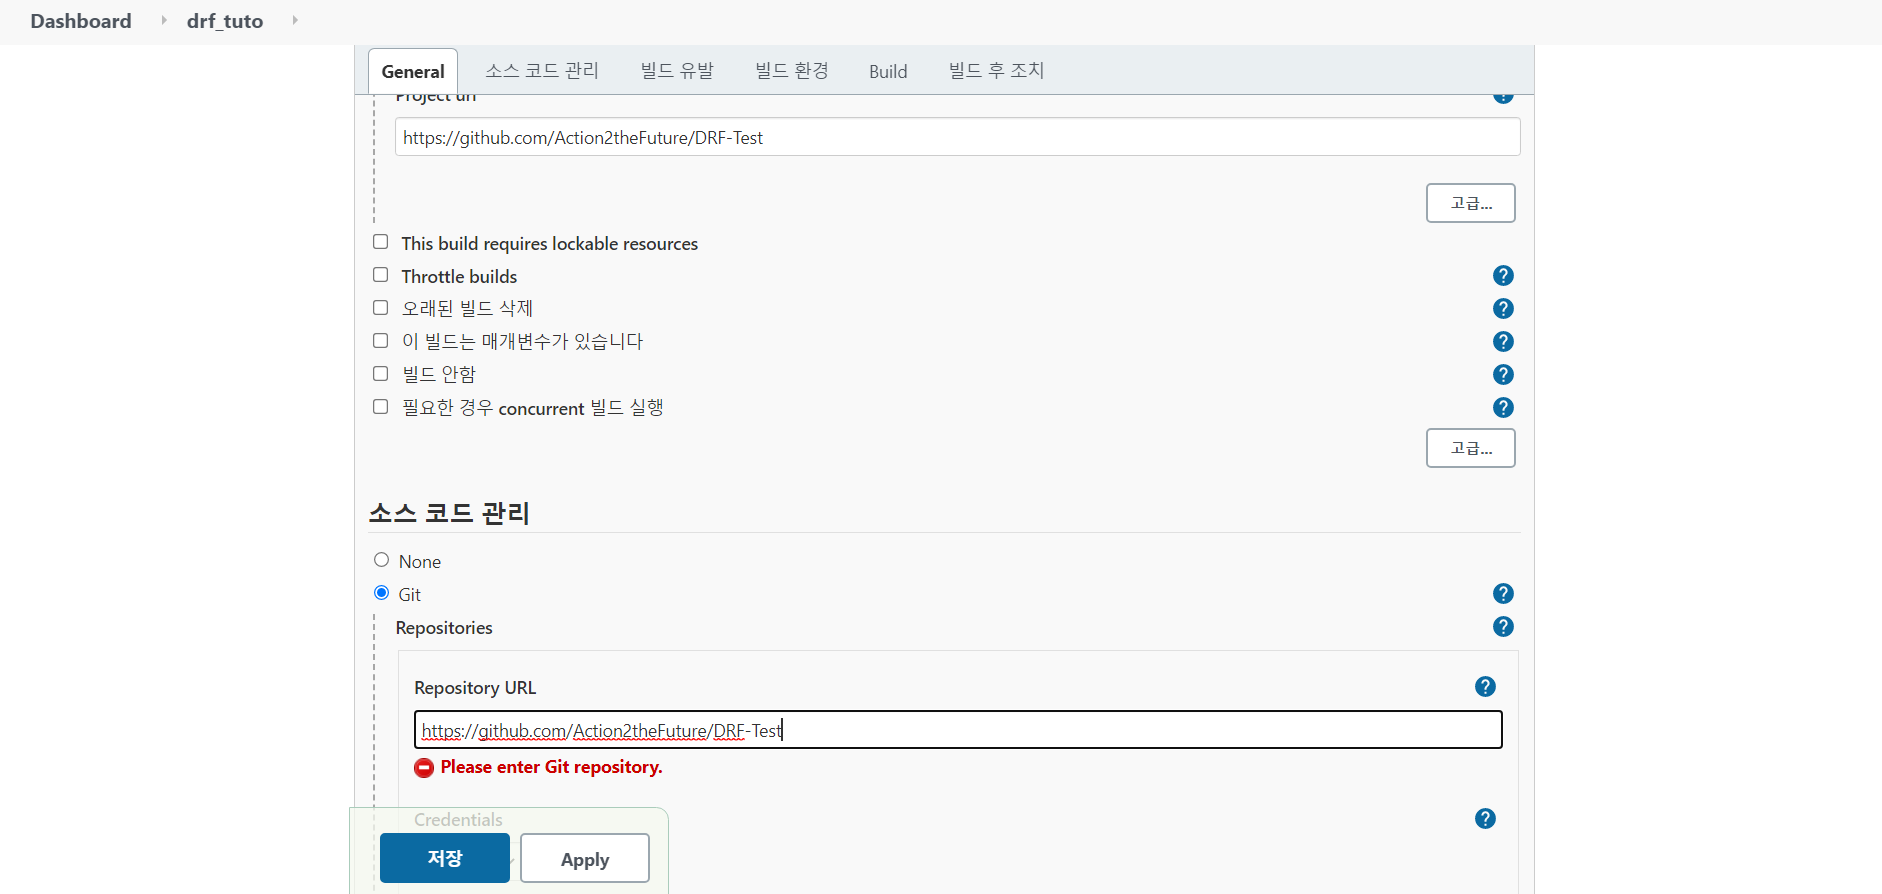 Dashboard drf_tuto
General 소스 코드 관리 빌드 유발 빌드 환경 Build 빌드 후 조치
Project url
https://github.com/Action2theFuture/DRF-Test
고급...
This build requires lockable resources
Throttle builds
오래된 빌드 삭제
이 빌드는 매개변수가 있습니다
빌드 안함
필요한 경우 concurrent 빌드 실행
고급...
소스 코드 관리
None
Git
Repositories
Repository URL
https://github.com/Action2theFuture/DRF-Test
Please enter Git repository.
Credentials
저장 Apply